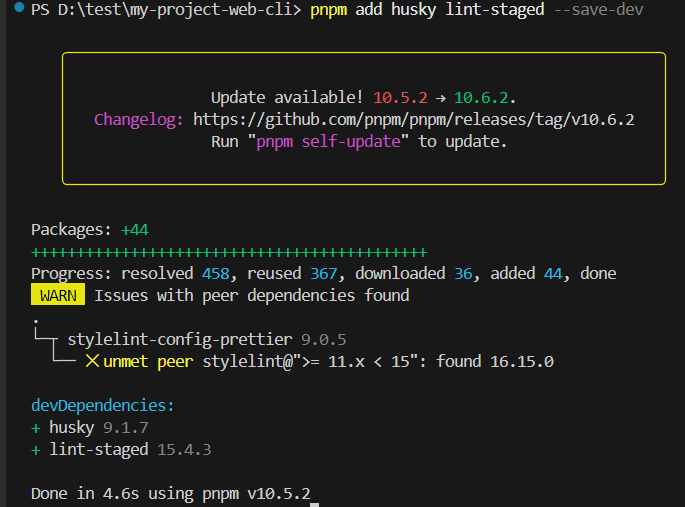 PS D:\test\my-project-web-cli> pnpm add husky lint-staged --save-dev
Update available! 10.5.2 → 10.6.2.
Changelog: https://github.com/pnpm/pnpm/releases/tag/v10.6.2
Run "pnpm self-update" to update.
Packages: +44
++++++++++++++++++++++++++++++++++++++++++++
Progress: resolved 458, reused 367, downloaded 36, added 44, done
WARN Issues with peer dependencies found
.
└─┬ stylelint-config-prettier 9.0.5
└── ✕ unmet peer stylelint@">= 11.x < 15": found 16.15.0
devDependencies:
+ husky 9.1.7
+ lint-staged 15.4.3
Done in 4.6s using pnpm v10.5.2